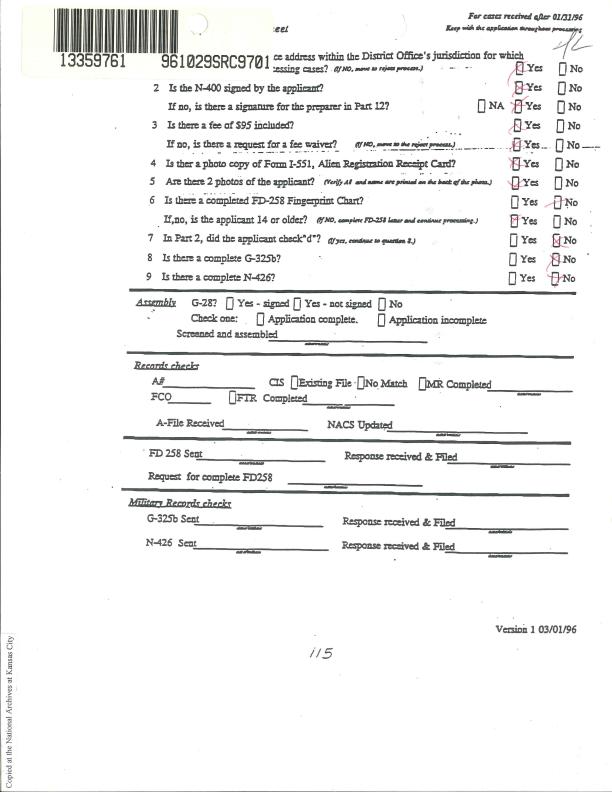 For cases received after 01/31/96
eet
Keep with the application throughout processing
13359761 961029SRC9701
ce address within the District Office's jurisdiction for which
essing cases? (If NO, move to reject process.) Yes No
2 Is the N-400 signed by the applicant? Yes No
If no, is there a signature for the preparer in Part 12? NA Yes No
3 Is there a fee of $95 included? Yes No
If no, is there a request for a fee waiver? (If NO, move to the reject process.) Yes No
4 Is ther a photo copy of Form I-551, Alien Registration Receipt Card? Yes No
5 Are there 2 photos of the applicant? (Verify A# and name are printed on the back of the photo.) Yes No
6 Is there a completed FD-258 Fingerprint Chart? Yes No
If,no, is the applicant 14 or older? (If NO, complete FD-258 letter and continue processing.) Yes No
7 In Part 2, did the applicant check"d"? (If yes, continue to question 8.) Yes No
8 Is there a complete G-325b? Yes No
9 Is there a complete N-426? Yes No
Assembly G-28? Yes - signed Yes - not signed No
Check one: Application complete. Application incomplete
Screened and assembled
Records checks
A# CIS Existing File No Match MR Completed
FCO FTR Completed
A-File Received NACS Updated
FD 258 Sent Response received & Filed
Request for complete FD258
Military Records checks
G-325b Sent Response received & Filed
N-426 Sent Response received & Filed
Version 1 03/01/96
115
Copied at the National Archives at Kansas City